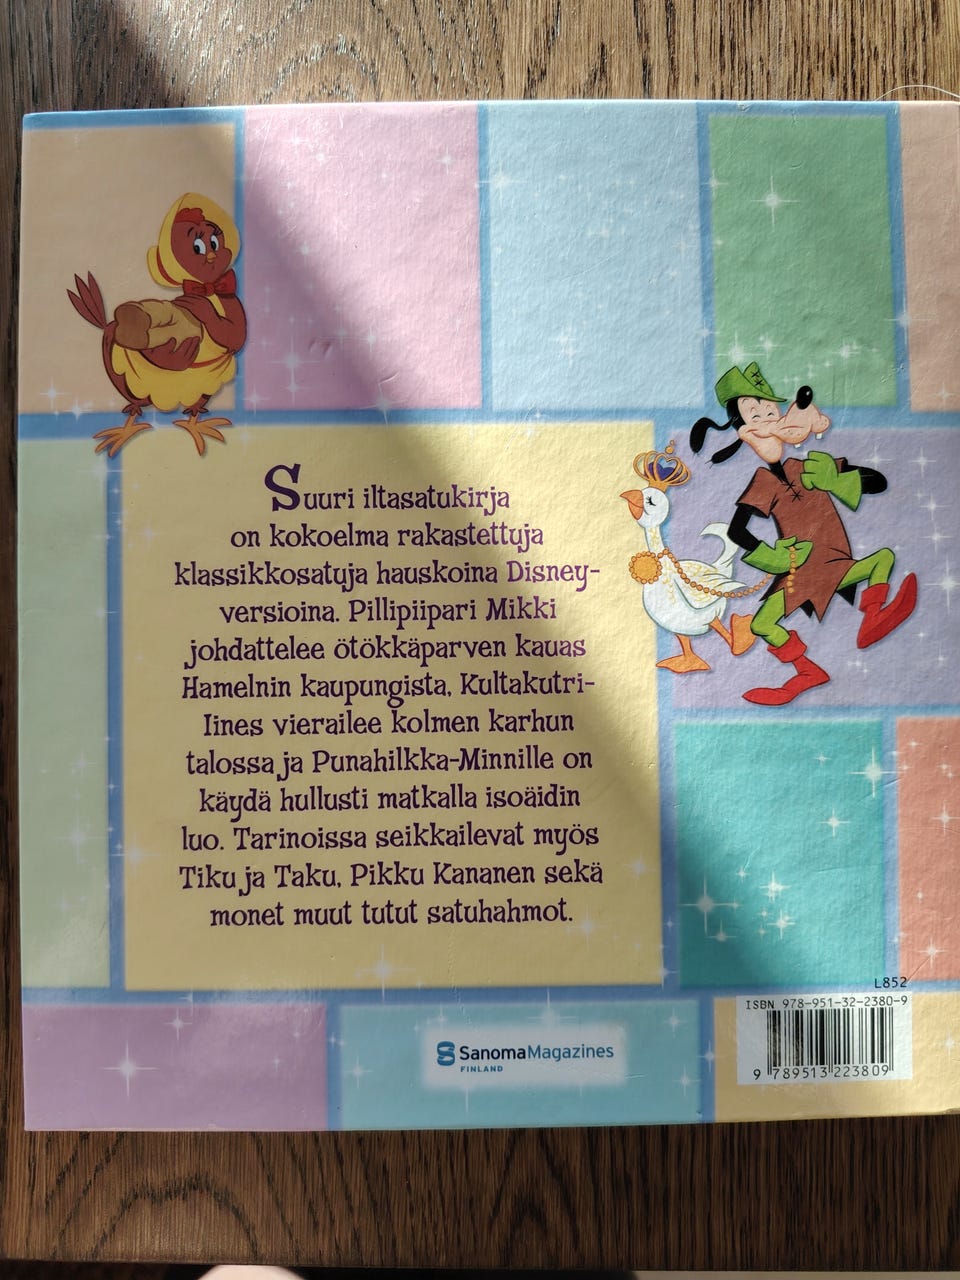 Suuri iltasatukirja
on kokoelma rakastettuja
klassikkosatuja hauskoina Disney-
versioina. Pillipiipari Mikki
johdattelee ötökkäparven kauas
Hamelnin kaupungista, Kultakutri-
Iines vierailee kolmen karhun
talossa ja Punahilkka-Minnille on
käydä hullusti matkalla isoäidin
luo. Tarinoissa seikkailevat myös
Tiku ja Taku, Pikku Kananen sekä
monet muut tutut satuhahmot.
L852
ISBN 978-951-32-2380-9
9 789513 223809
SanomaMagazines
FINLAND